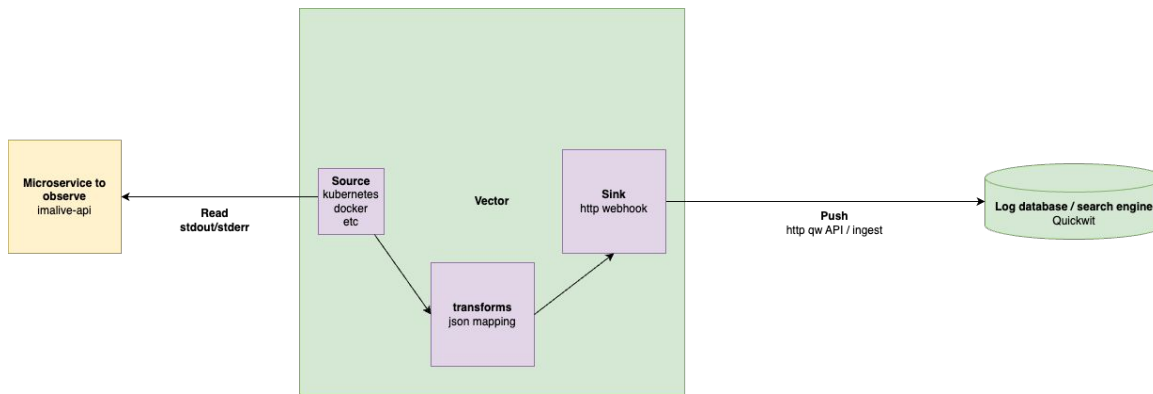 Microservice to
observe
imalive-api
Read
stdout/stderr
Source
kubernetes
docker
etc
Vector
transforms
json mapping
Sink
http webhook
Push
http qw API / ingest
Log database / search engine
Quickwit